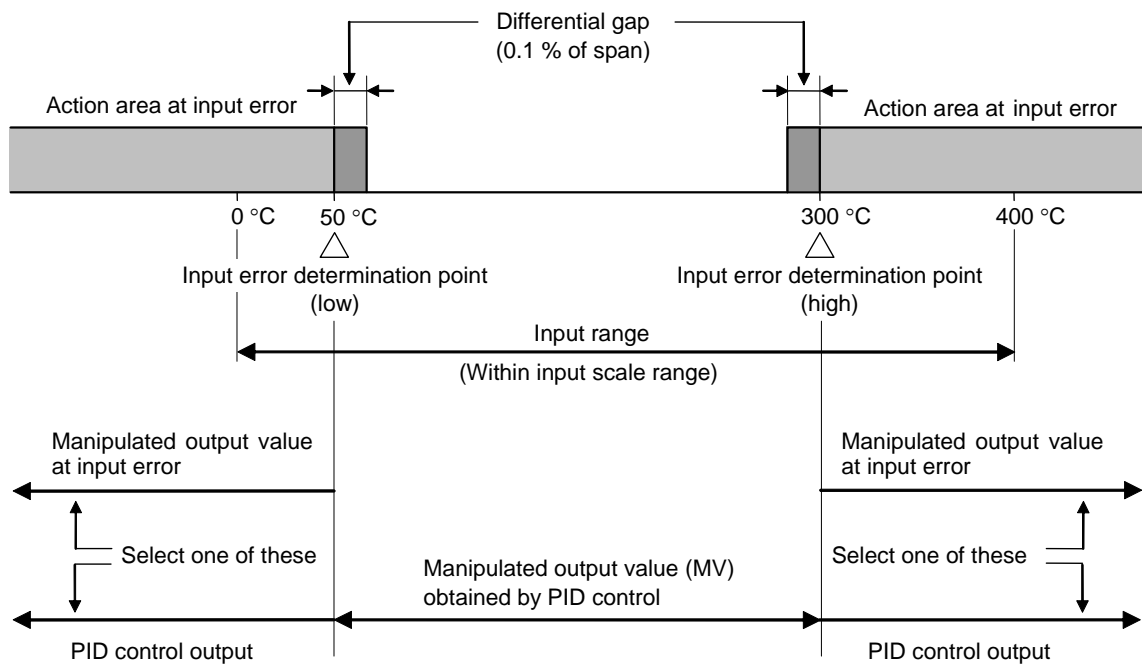 Differential gap
(0.1 % of span)
Action area at input error
Action area at input error
0 °C
50 °C
300 °C
400 °C
Input error determination point
(low)
Input error determination point
(high)
Input range
(Within input scale range)
Manipulated output value
at input error
Manipulated output value
at input error
Select one of these
Select one of these
Manipulated output value (MV)
obtained by PID control
PID control output
PID control output